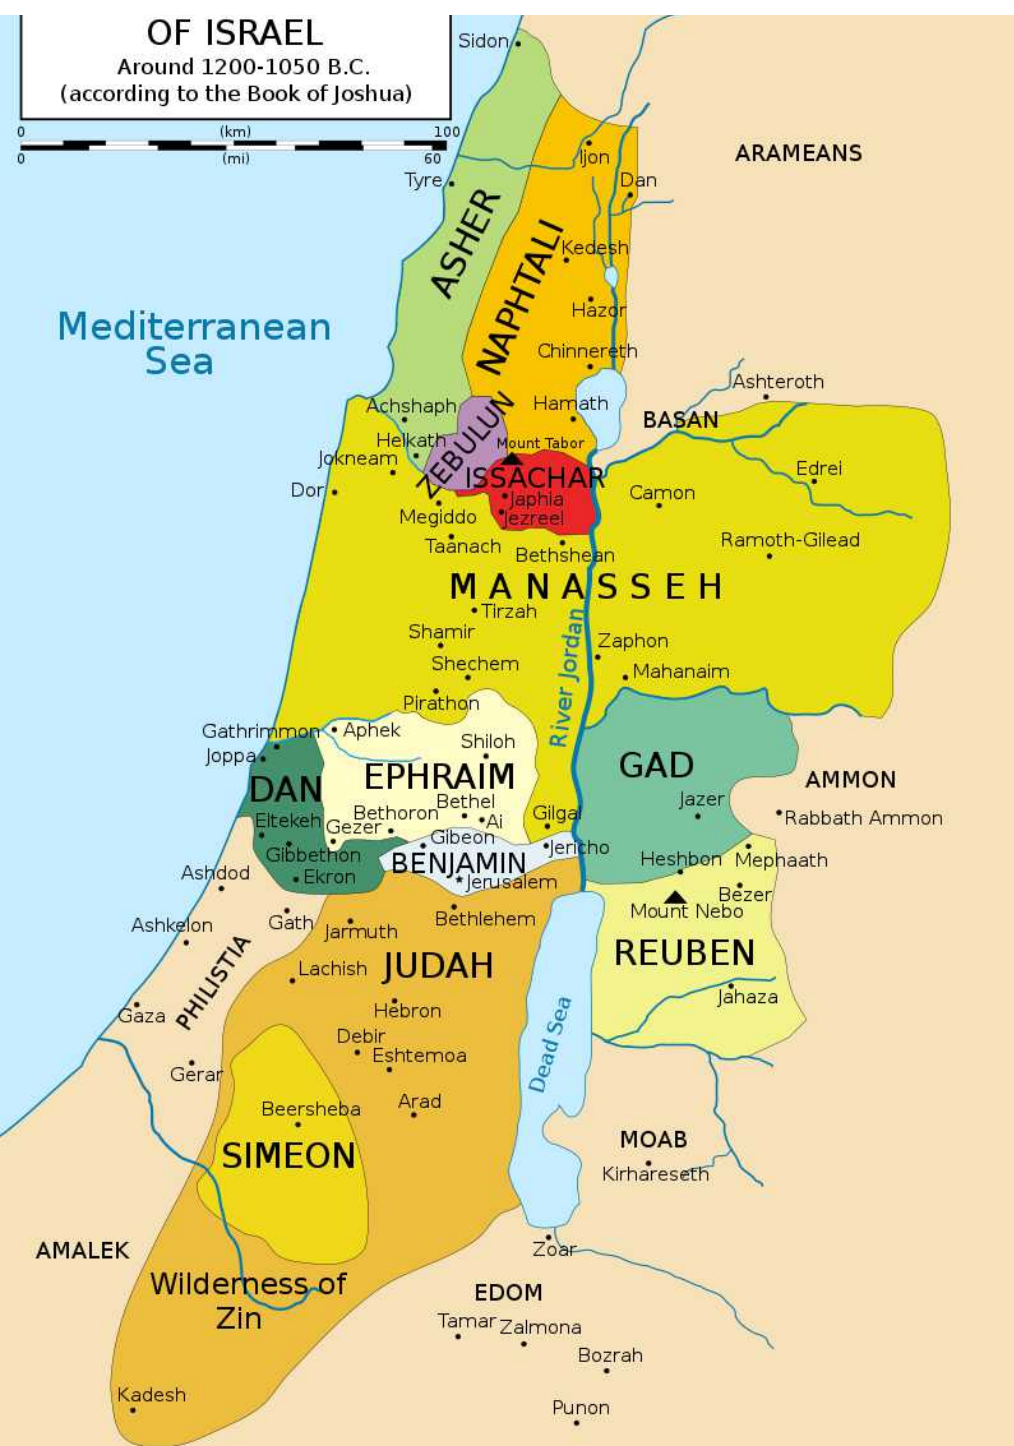 OF ISRAEL
Around 1200-1050 B.C.
(according to the Book of Joshua)
0 (km) 100
0 (mi) 60
Sidon
Ijon
ARAMEANS
Tyre
Dan
ASHER
NAPHTALI
Kedesh
Hazor
Mediterranean
Sea
Chinnereth
Ashteroth
Achshaph
Hamath
BASAN
ZEBULUN
Helkath
Mount Tabor
Jokneam
ISSACHAR
Edrei
Dor
Japhia
Camon
Megiddo
Jezreel
Taanach
Bethshean
Ramoth-Gilead
MANASSEH
Tirzah
Shamir
Zaphon
Shechem
Mahanaim
Pirathon
River Jordan
Gathrimmon
Aphek
Joppa
Shiloh
GAD
DAN
EPHRAIM
AMMON
Bethel
Jazer
Eltekeh
Bethoron
Ai
Gilgal
Rabbath Ammon
Gezer
Gibeon
Gibbethon
BENJAMIN
Jericho
Heshbon
Mephaath
Ashdod
Ekron
Jerusalem
Bezer
Mount Nebo
Ashkelon
Gath
Jarmuth
Bethlehem
REUBEN
PHILISTIA
Lachish
JUDAH
Jahaza
Gaza
Hebron
Dead Sea
Debir
Eshtemoa
Gerar
Beersheba
Arad
SIMEON
MOAB
Kirhareseth
AMALEK
Zoar
Wilderness of
Zin
EDOM
Tamar
Zalmona
Bozrah
Kadesh
Punon